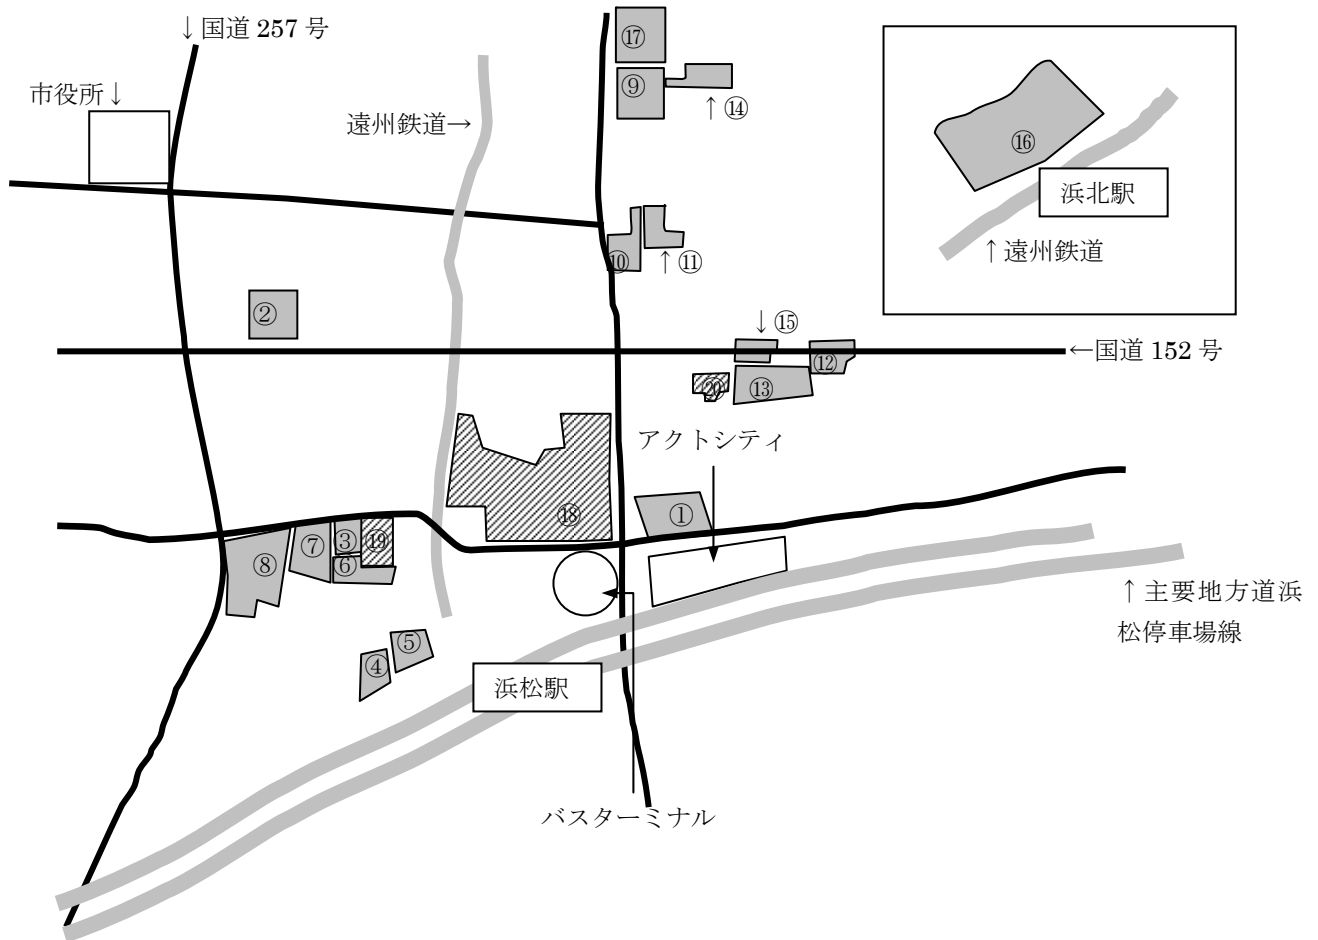 ↓国道 257 号
⑰
市役所↓
⑨
遠州鉄道→
↑⑭
⑯
浜北駅
↑遠州鉄道
⑩
↑⑪
②
↓⑮
←国道 152 号
⑫
⑳
⑬
アクトシティ
⑱
①
③
⑲
⑦
⑧
⑥
↑主要地方道浜
松停車場線
⑤
④
浜松駅
バスターミナル